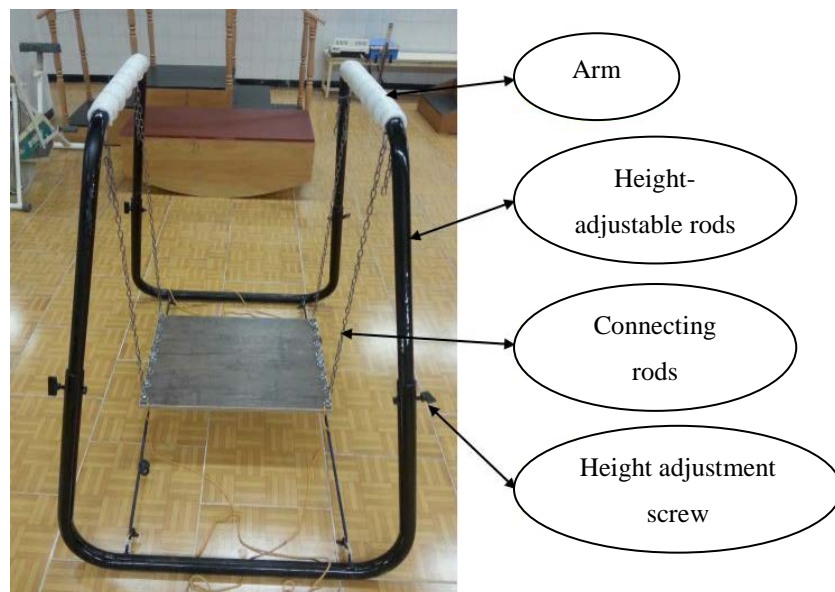 Arm
Height-
adjustable rods
Connecting
rods
Height adjustment
screw